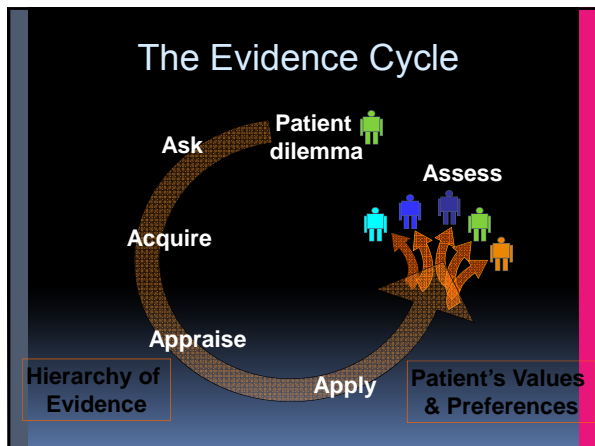 The Evidence Cycle
Patient
dilemma
Ask
Assess
Acquire
Appraise
Apply
Hierarchy of
Evidence
Patient's Values
& Preferences